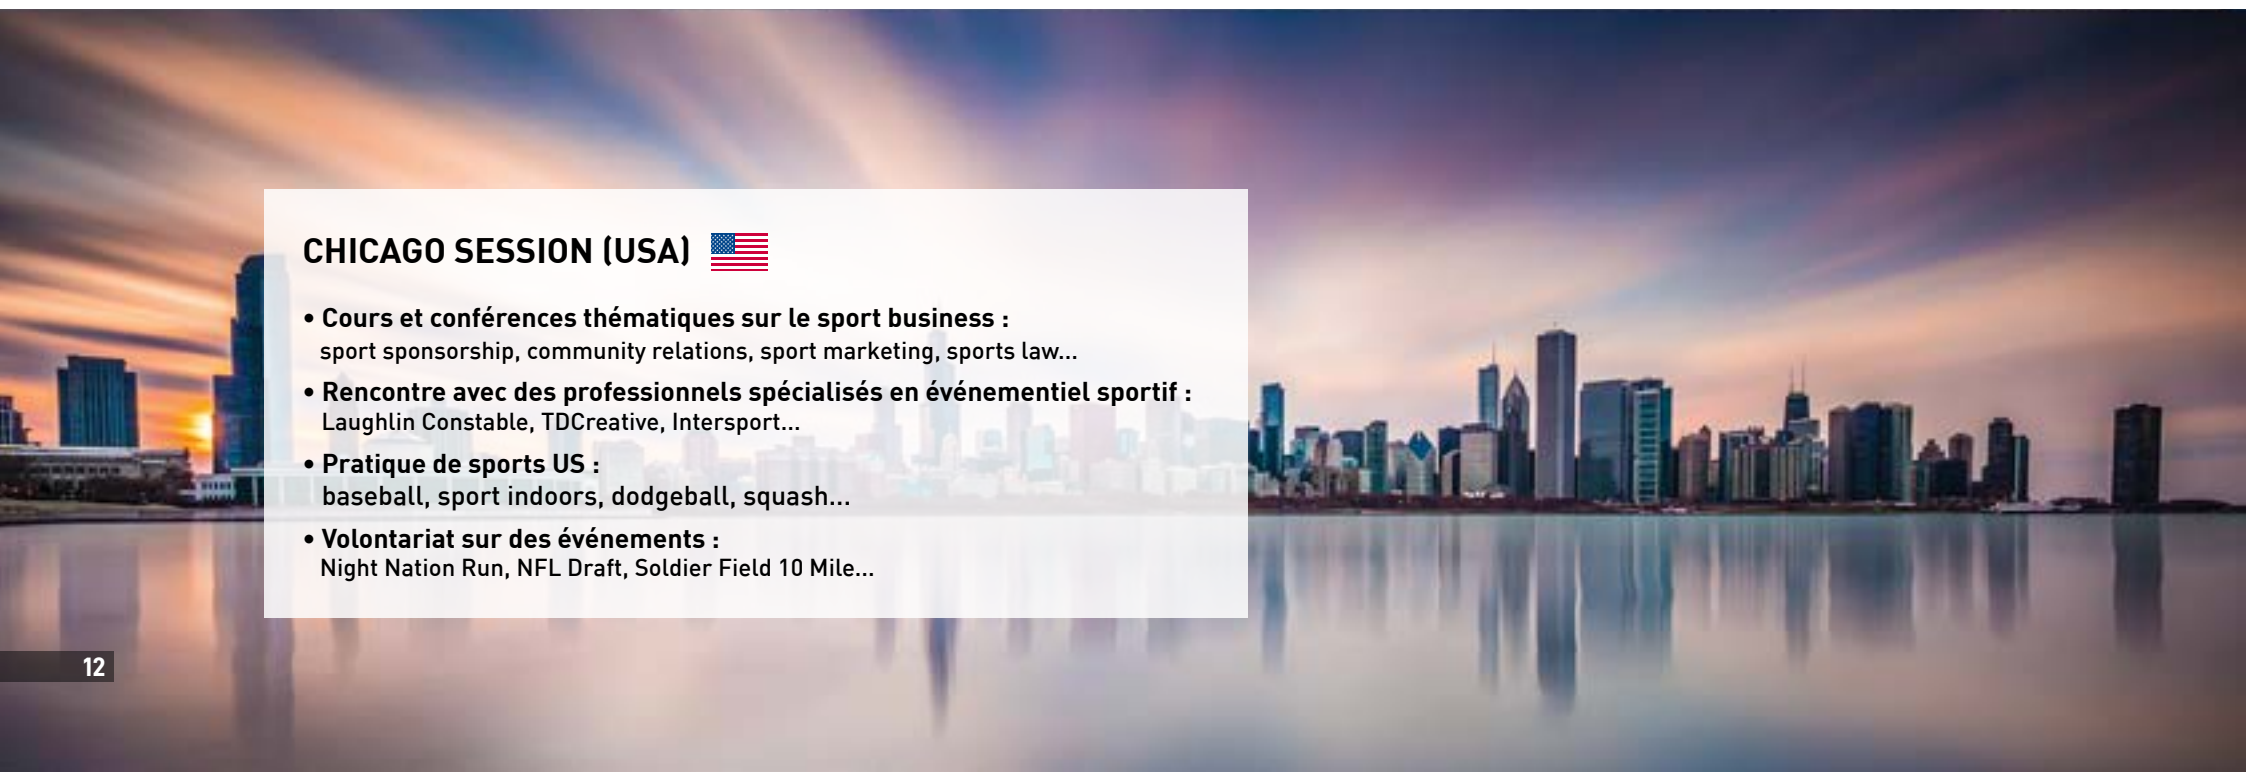 CHICAGO SESSION (USA)
• Cours et conférences thématiques sur le sport business :
sport sponsorship, community relations, sport marketing, sports law...
• Rencontre avec des professionnels spécialisés en événementiel sportif :
Laughlin Constable, TDCreative, Intersport...
• Pratique de sports US :
baseball, sport indoors, dodgeball, squash...
• Volontariat sur des événements :
Night Nation Run, NFL Draft, Soldier Field 10 Mile...
12